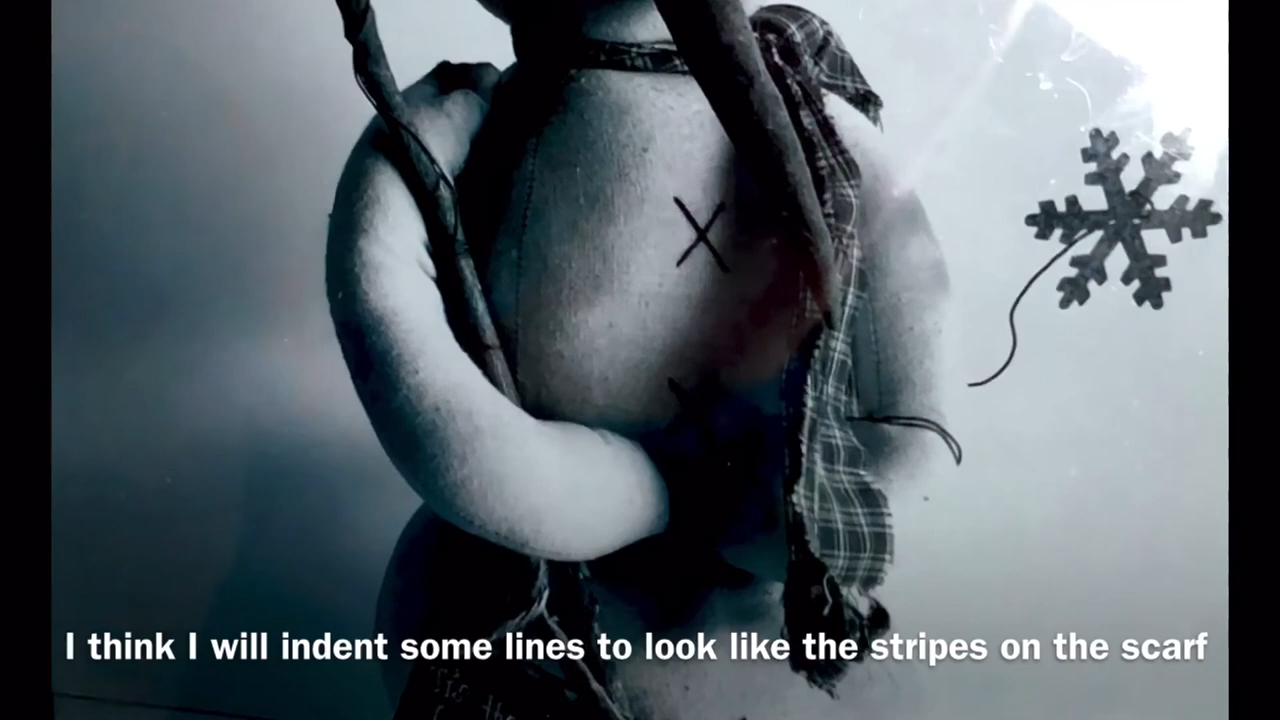 I think I will indent some lines to look like the stripes on the scarf